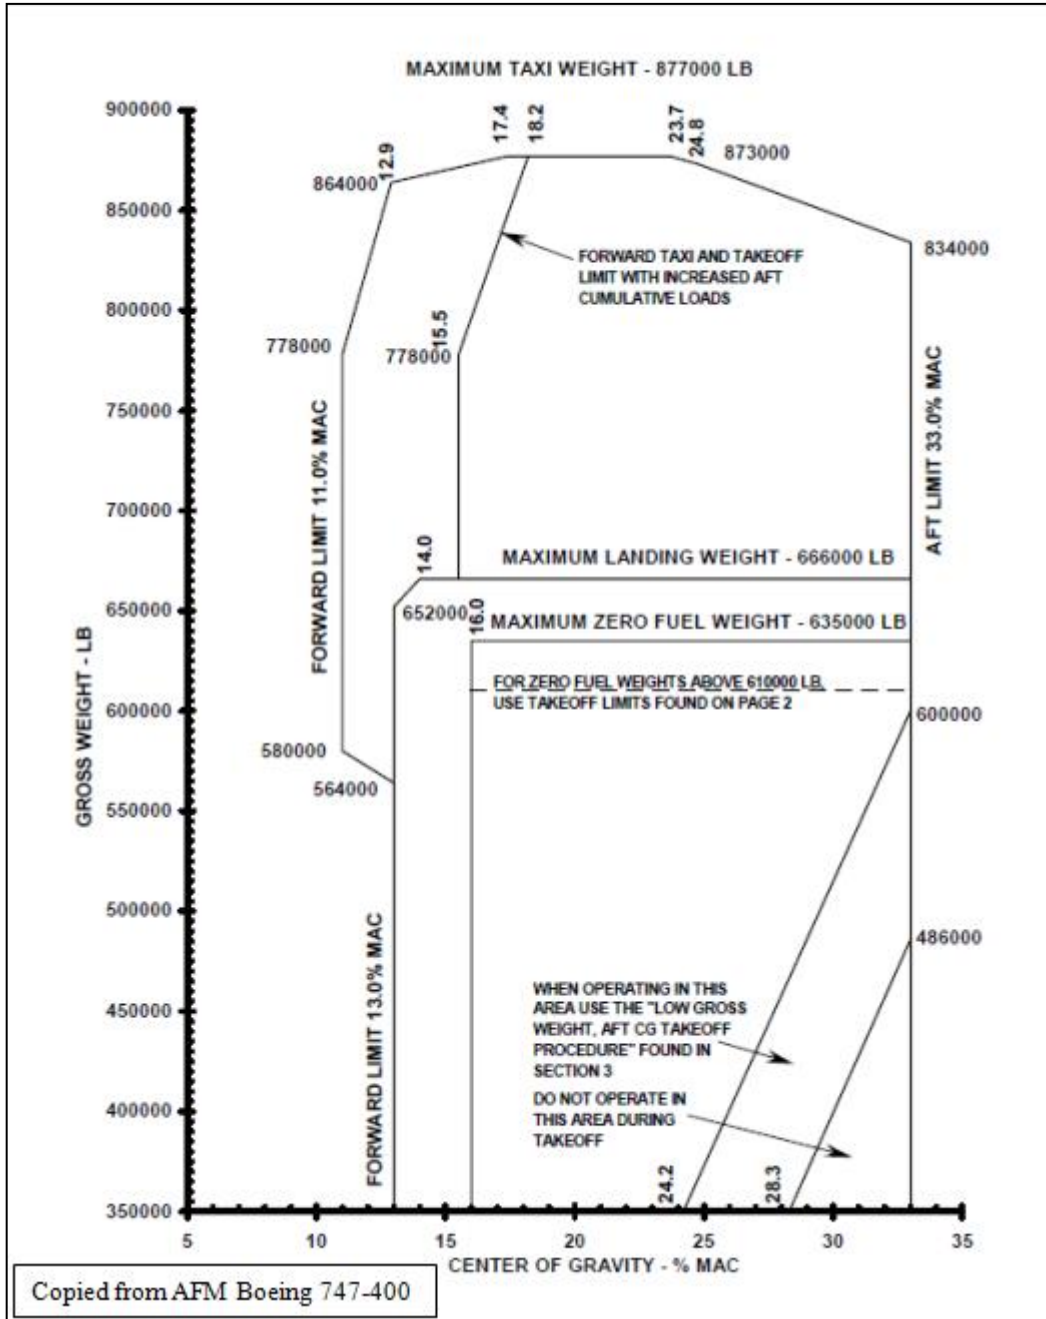 MAXIMUM TAXI WEIGHT - 877000 LB
900000
17.4
18.2
23.7
24.8
873000
12.9
864000
850000
834000
FORWARD TAXI AND TAKEOFF
LIMIT WITH INCREASED AFT
CUMULATIVE LOADS
800000
15.5
778000
778000
750000
FORWARD LIMIT 11.0% MAC
AFT LIMIT 33.0% MAC
700000
14.0
MAXIMUM LANDING WEIGHT - 666000 LB
650000
652000
16.0
MAXIMUM ZERO FUEL WEIGHT - 635000 LB
FOR ZERO FUEL WEIGHTS ABOVE 610000 LB,
USE TAKEOFF LIMITS FOUND ON PAGE 2
600000
600000
GROSS WEIGHT - LB
580000
564000
550000
500000
486000
FORWARD LIMIT 13.0% MAC
WHEN OPERATING IN THIS
AREA USE THE "LOW GROSS
WEIGHT, AFT CG TAKEOFF
PROCEDURE" FOUND IN
SECTION 3
450000
DO NOT OPERATE IN
THIS AREA DURING
TAKEOFF
400000
24.2
28.3
350000
5
10
15
20
25
30
35
CENTER OF GRAVITY - % MAC
Copied from AFM Boeing 747-400